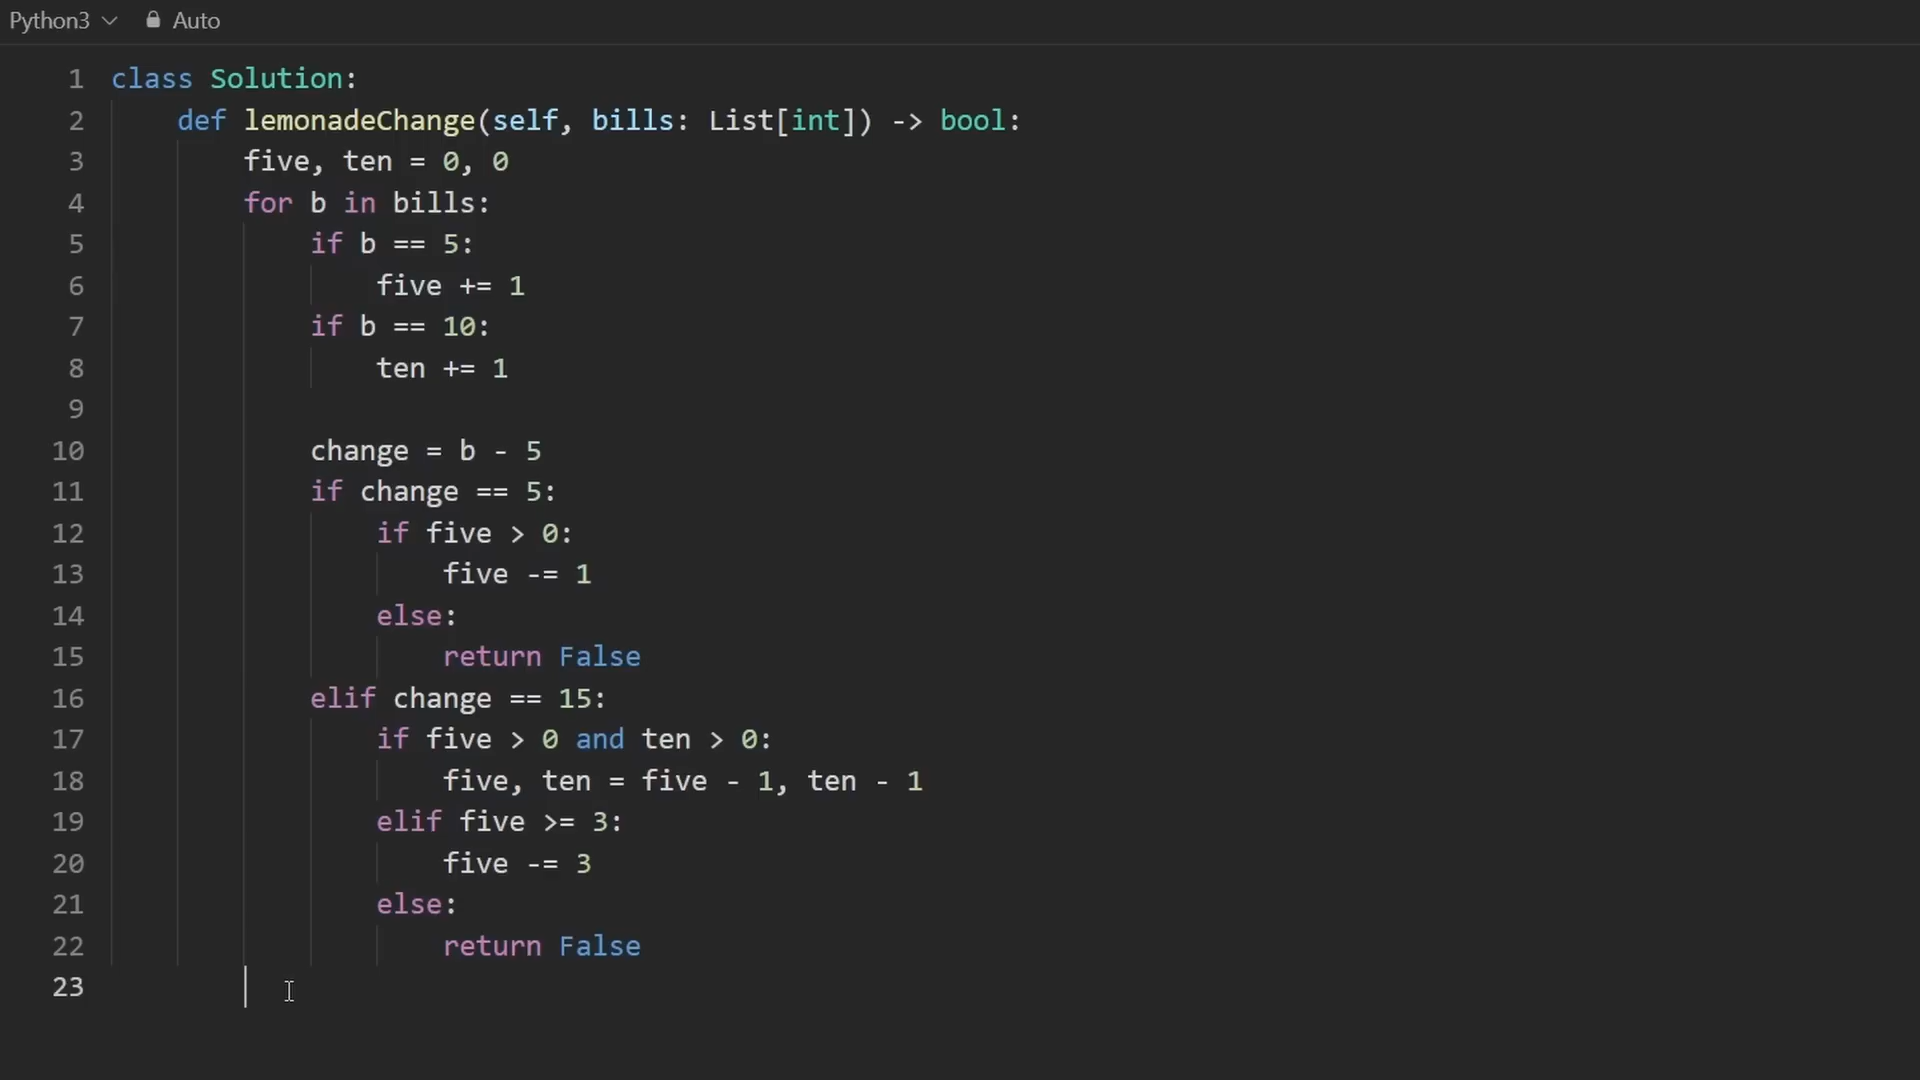 Python3 Auto
1 class Solution:
2     def lemonadeChange(self, bills: List[int]) -> bool:
3         five, ten = 0, 0
4         for b in bills:
5             if b == 5:
6                 five += 1
7             if b == 10:
8                 ten += 1
9
10             change = b - 5
11             if change == 5:
12                 if five > 0:
13                     five -= 1
14                 else:
15                     return False
16             elif change == 15:
17                 if five > 0 and ten > 0:
18                     five, ten = five - 1, ten - 1
19                 elif five >= 3:
20                     five -= 3
21                 else:
22                     return False
23